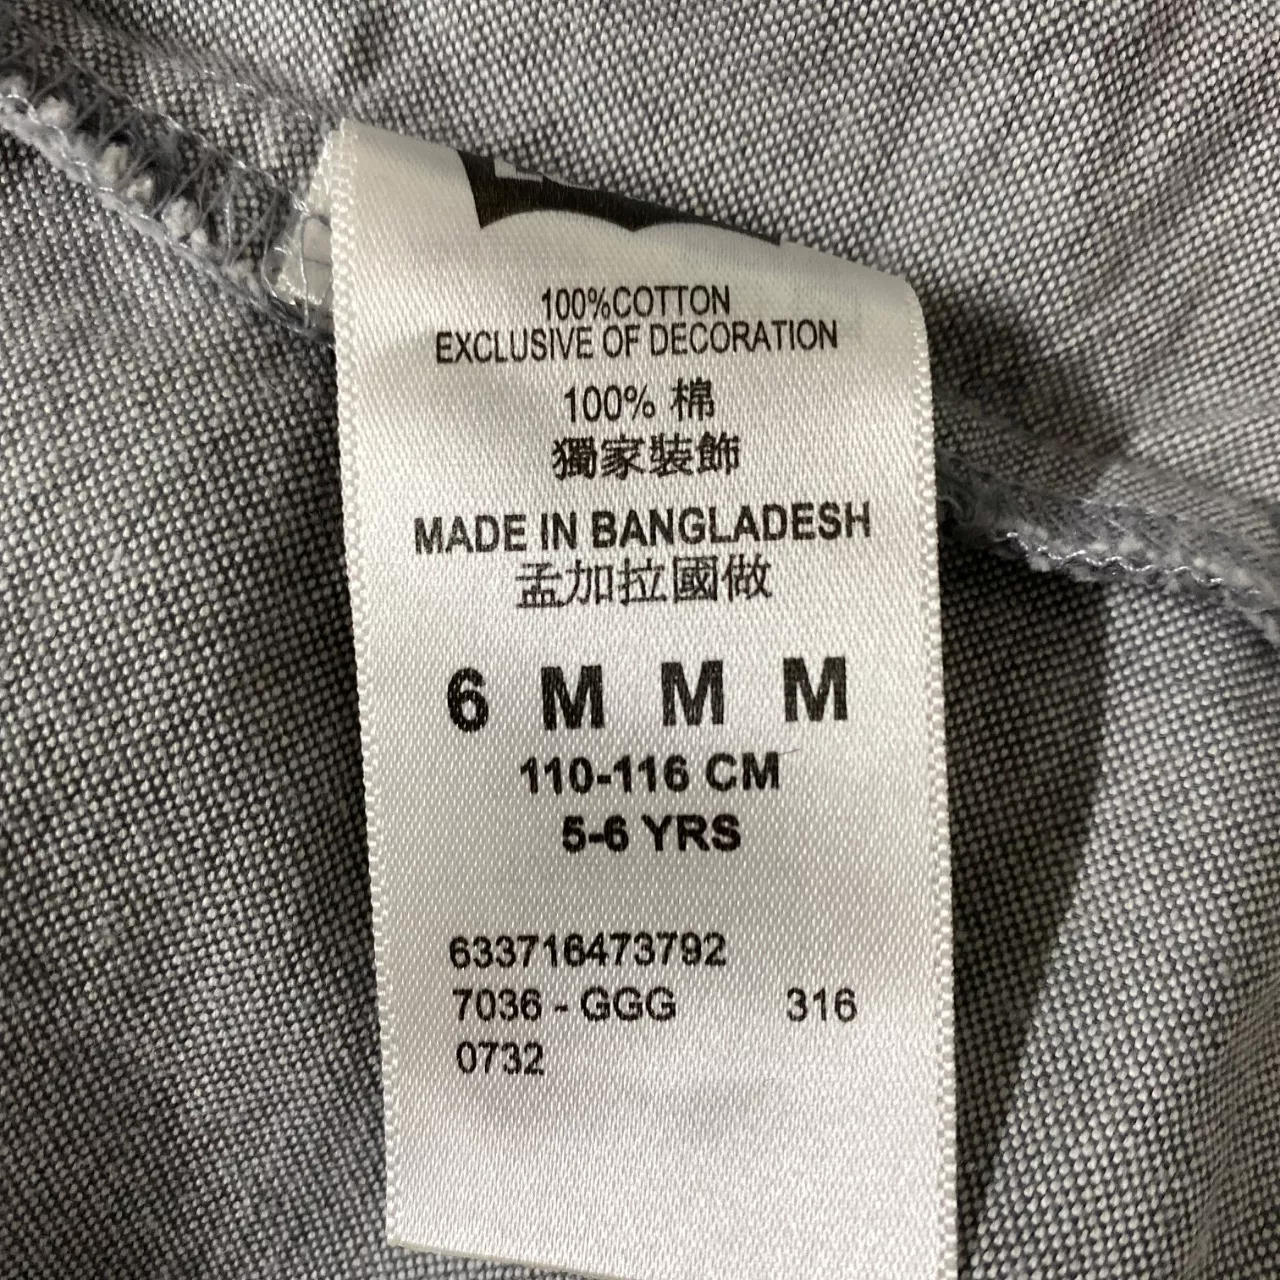 100%COTTON
EXCLUSIVE OF DECORATION
100% 棉
獨家裝飾
MADE IN BANGLADESH
孟加拉國做
6 M M M
110-116 CM
5-6 YRS
633716473792
7036 - GGG 316
0732